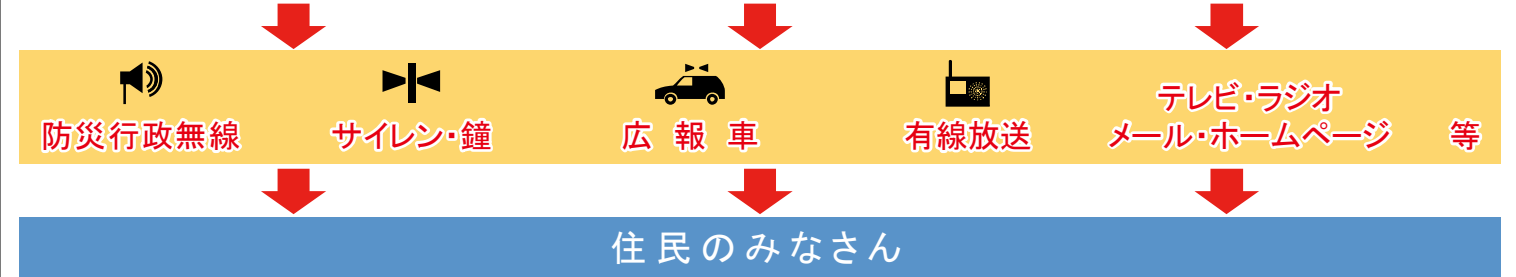 テレビ・ラジオ
防災行政無線 サイレン・鐘 広報車 有線放送 メール・ホームページ 等
住民のみなさん